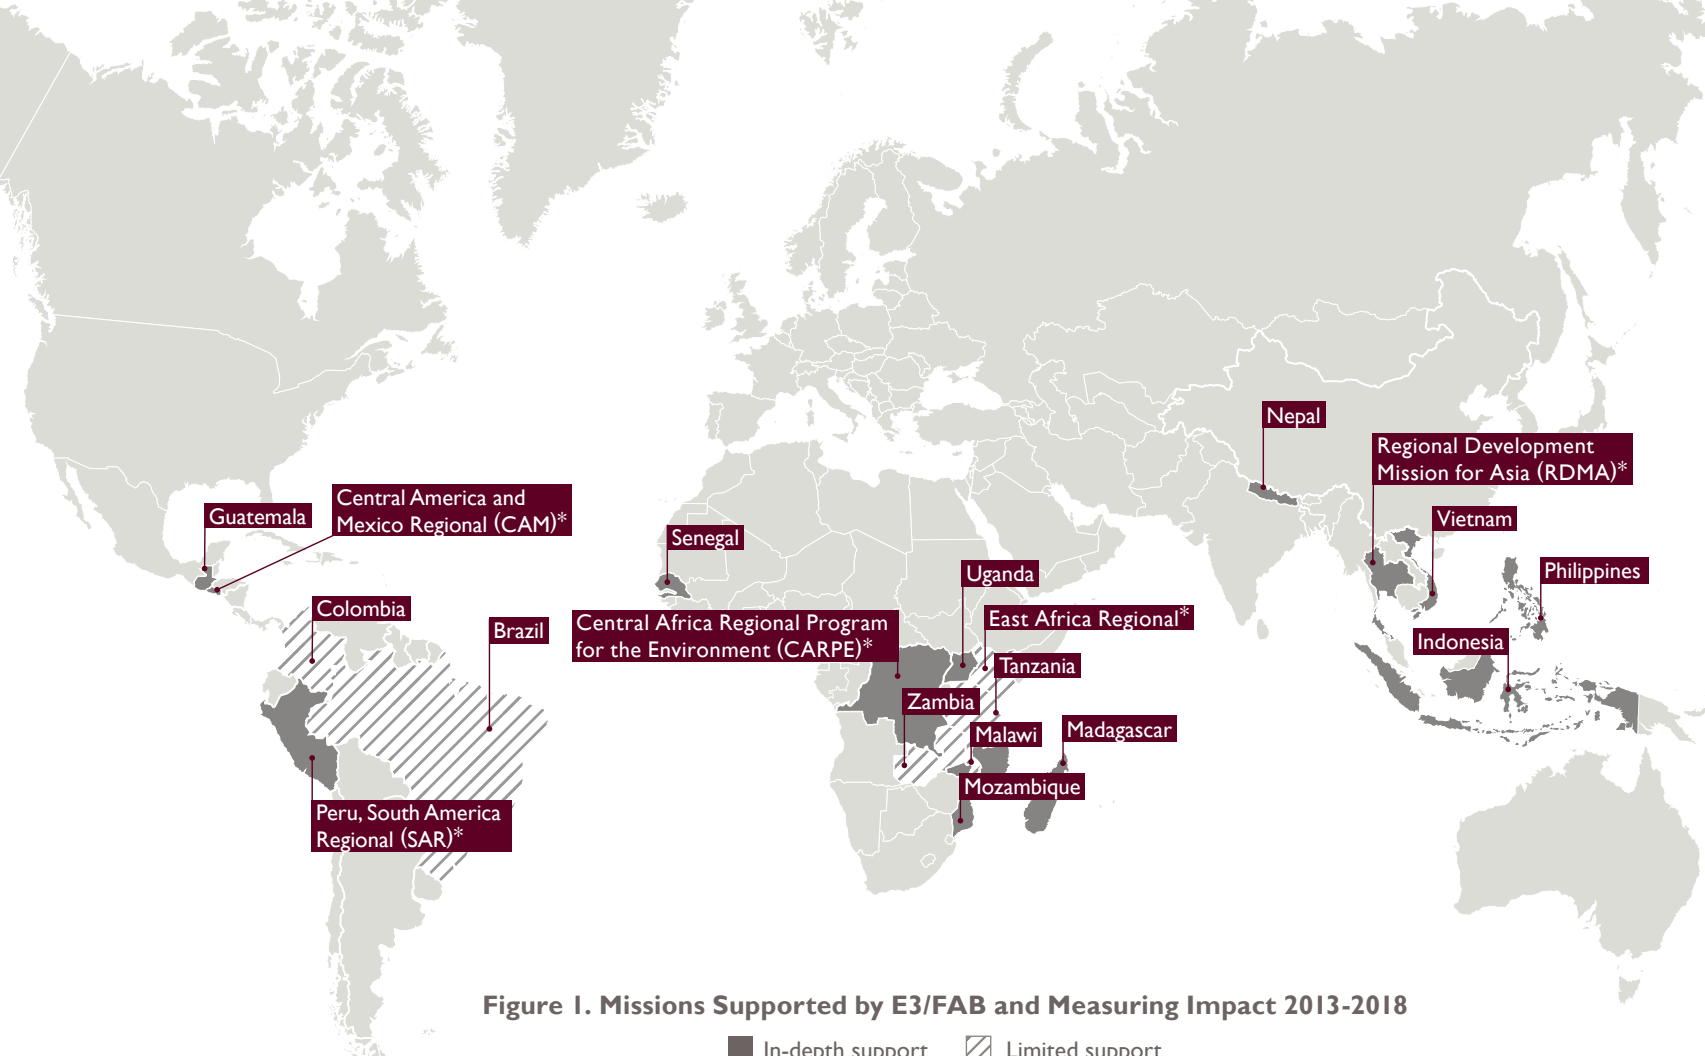 Nepal
Regional Development
Mission for Asia (RDMA)*
Central America and
Mexico Regional (CAM)*
Guatemala
Vietnam
Senegal
Philippines
Uganda
Colombia
East Africa Regional*
Central Africa Regional Program
for the Environment (CARPE)*
Brazil
Indonesia
Tanzania
Zambia
Madagascar
Malawi
Mozambique
Peru, South America
Regional (SAR)*
Figure 1. Missions Supported by E3/FAB and Measuring Impact 2013-2018
In-depth support
Limited support